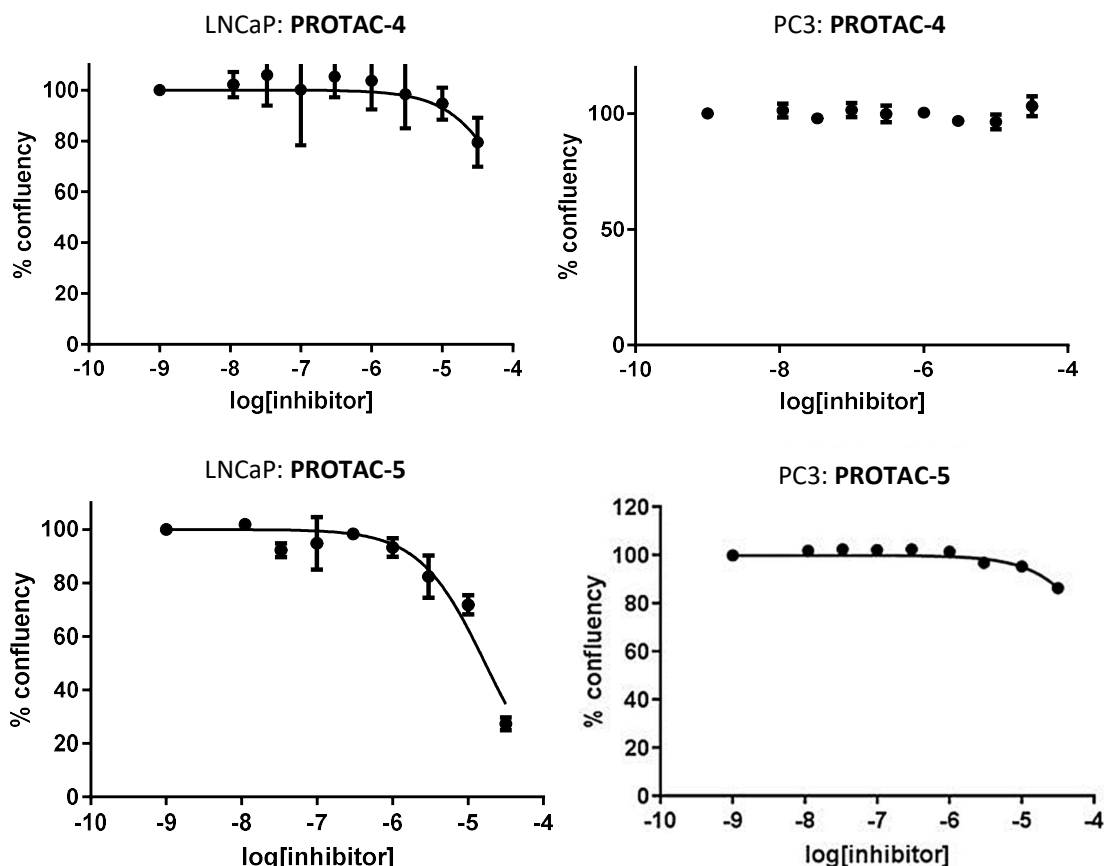 LNCaP: PROTAC-4
% confluency
100
80
60
40
20
0
-10 -9 -8 -7 -6 -5 -4
log[inhibitor]
PC3: PROTAC-4
% confluency
100
50
0
-10 -8 -6 -4
log[inhibitor]
LNCaP: PROTAC-5
% confluency
100
80
60
40
20
0
-10 -9 -8 -7 -6 -5 -4
log[inhibitor]
PC3: PROTAC-5
% confluency
120
100
80
60
40
20
0
-10 -9 -8 -7 -6 -5 -4
log[inhibitor]